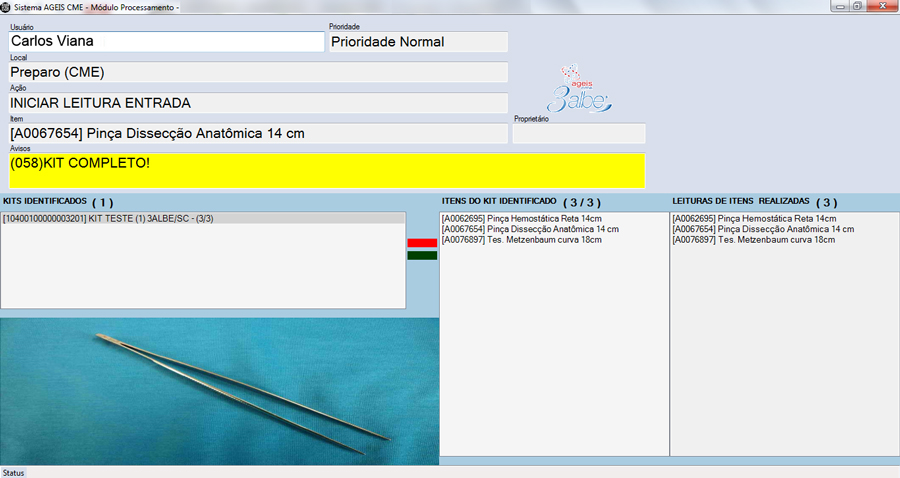 Sistema AGEIS CME - Módulo Processamento -
Usuário
Prioridade
Carlos Viana
Prioridade Normal
Local
Preparo (CME)
Ação
INICIAR LEITURA ENTRADA
ageis
3albe
Item
Proprietário
[A0067654] Pinça Dissecção Anatômica 14 cm
Avisos
(058)KIT COMPLETO!
KITS IDENTIFICADOS ( 1 )
[10400100000003201] KIT TESTE (1) 3ALBE/SC - (3/3)
ITENS DO KIT IDENTIFICADO ( 3 / 3 )
[A0062695] Pinça Hemostática Reta 14cm
[A0067654] Pinça Dissecção Anatômica 14 cm
[A0076897] Tes. Metzenbaum curva 18cm
LEITURAS DE ITENS REALIZADAS ( 3 )
[A0062695] Pinça Hemostática Reta 14cm
[A0067654] Pinça Dissecção Anatômica 14 cm
[A0076897] Tes. Metzenbaum curva 18cm
Status